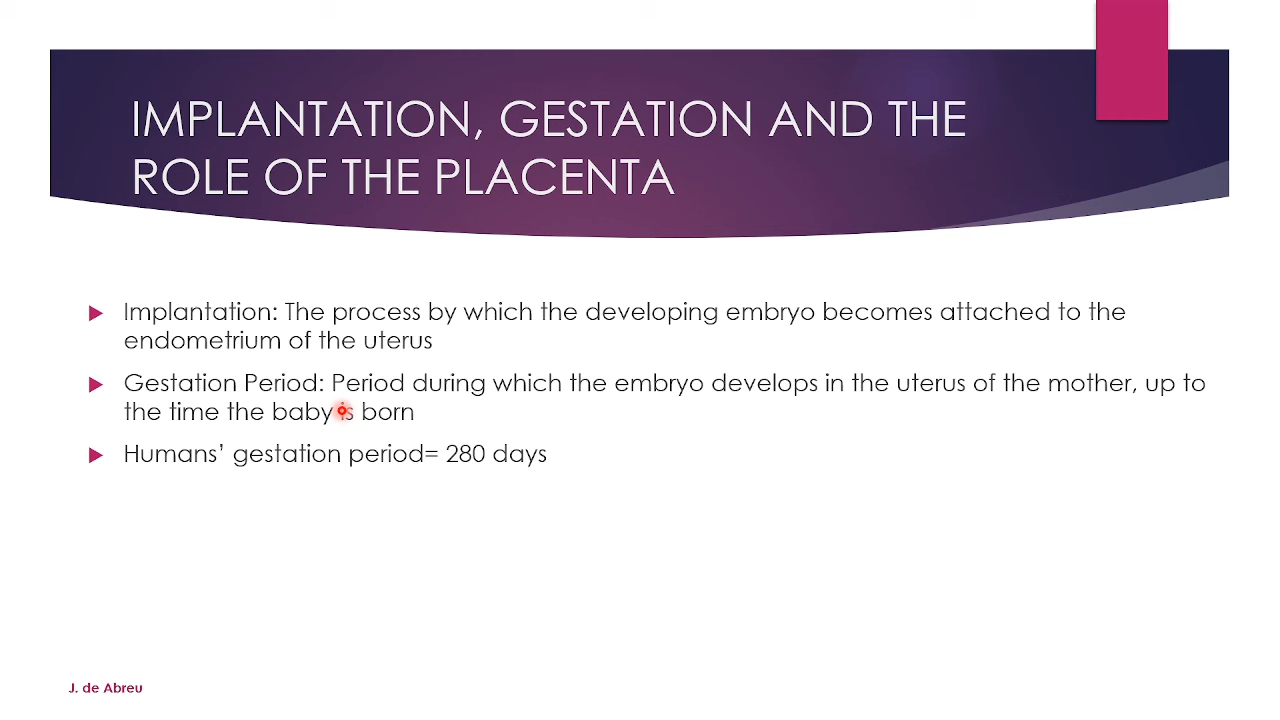 IMPLANTATION, GESTATION AND THE
ROLE OF THE PLACENTA
Implantation: The process by which the developing embryo becomes attached to the
endometrium of the uterus
Gestation Period: Period during which the embryo develops in the uterus of the mother, up to
the time the baby is born
Humans’ gestation period= 280 days
J. de Abreu